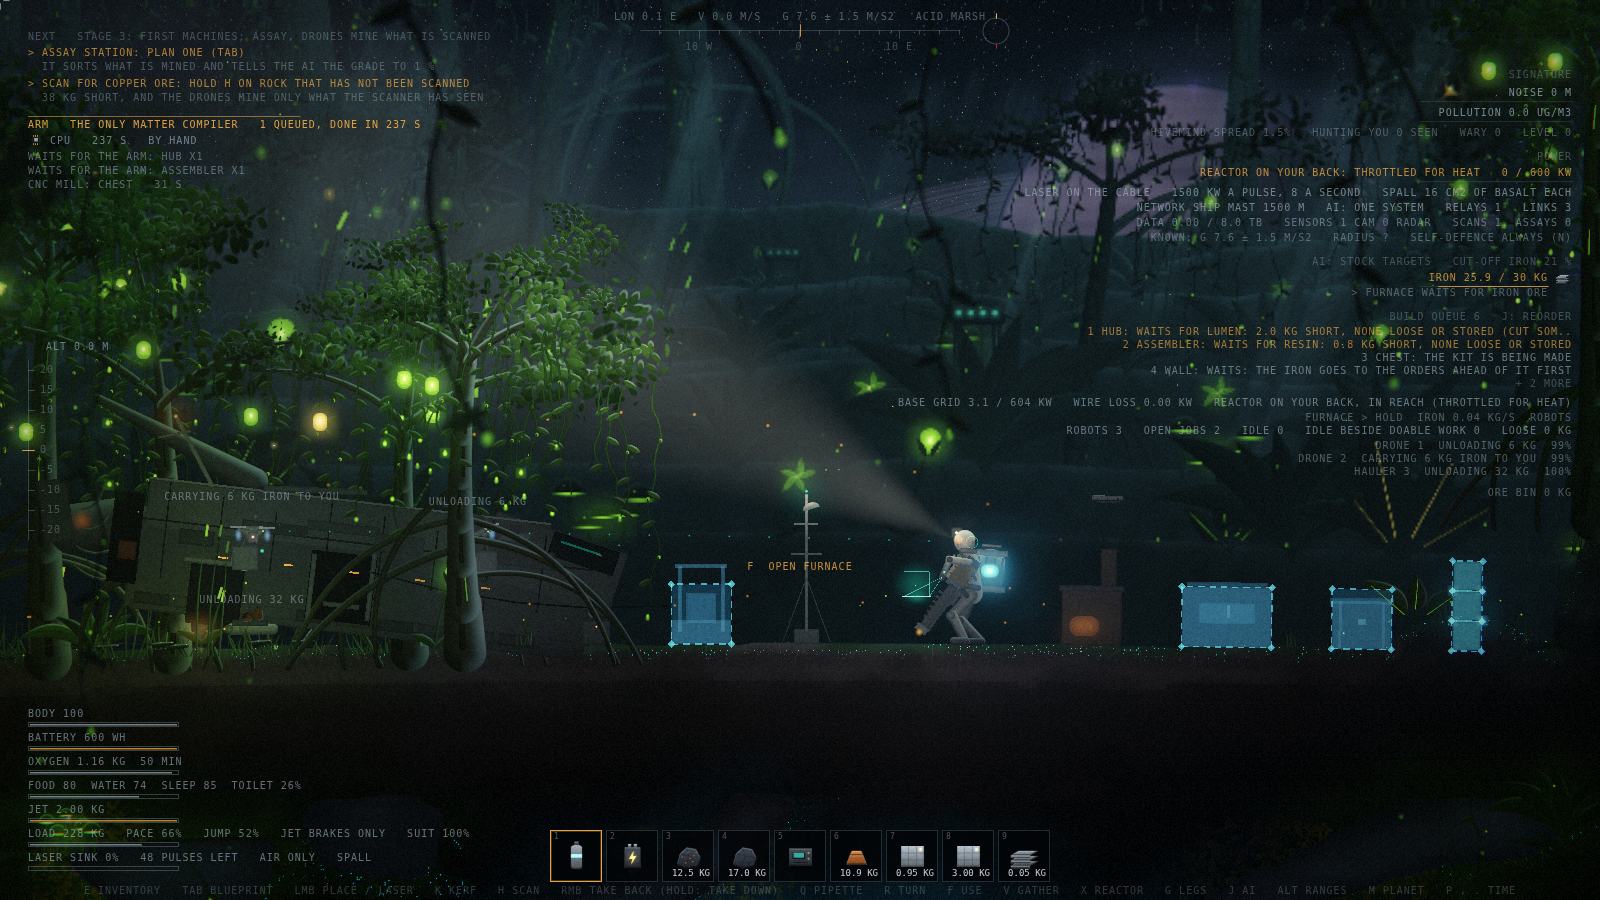 LON 0.1 E   V 0.0 M/S   G 7.6 ± 1.5 M/S2   ACID MARSH
10 W   0   10 E
NEXT   STAGE 3: FIRST MACHINES: ASSAY, DRONES MINE WHAT IS SCANNED
> ASSAY STATION: PLAN ONE (TAB)
IT SORTS WHAT IS MINED AND TELLS THE AI THE GRADE TO 1 %
> SCAN FOR COPPER ORE: HOLD H ON ROCK THAT HAS NOT BEEN SCANNED
38 KG SHORT, AND THE DRONES MINE ONLY WHAT THE SCANNER HAS SEEN
ARM   THE ONLY MATTER COMPILER   1 QUEUED, DONE IN 237 S
CPU   237 S   BY HAND
WAITS FOR THE ARM: HUB X1
WAITS FOR THE ARM: ASSEMBLER X1
CNC MILL: CHEST   31 S
SIGNATURE
NOISE 0 M
POLLUTION 0.0 UG/M3
HIVEMIND SPREAD 1.5%   HUNTING YOU 0 SEEN   WARY 0   LEVEL 0
POWER
REACTOR ON YOUR BACK: THROTTLED FOR HEAT   0 / 600 KW
LASER ON THE CABLE   1500 KW A PULSE, 8 A SECOND   SPALL 16 CM2 OF BASALT EACH
NETWORK SHIP MAST 1500 M   AI: ONE SYSTEM   RELAYS 1   LINKS 3
DATA 0.00 / 8.0 TB   SENSORS 1 CAM 0 RADAR   SCANS 1   ASSAYS 0
KNOWN: G 7.6 ± 1.5 M/S2   RADIUS ?   SELF-DEFENCE ALWAYS (N)
AI: STOCK TARGETS   CUT-OFF IRON 21 %
IRON 25.9 / 30 KG
> FURNACE WAITS FOR IRON ORE
BUILD QUEUE 6   J: REORDER
1 HUB: WAITS FOR LUMEN: 2.0 KG SHORT, NONE LOOSE OR STORED (CUT SOM..
2 ASSEMBLER: WAITS FOR RESIN: 0.8 KG SHORT, NONE LOOSE OR STORED
3 CHEST: THE KIT IS BEING MADE
4 WALL: WAITS: THE IRON GOES TO THE ORDERS AHEAD OF IT FIRST
+ 2 MORE
BASE GRID 3.1 / 604 KW   WIRE LOSS 0.00 KW   REACTOR ON YOUR BACK, IN REACH (THROTTLED FOR HEAT)
FURNACE > HOLD   IRON 0.04 KG/S   ROBOTS
ROBOTS 3   OPEN JOBS 2   IDLE 0   IDLE BESIDE DOABLE WORK 0   LOOSE 0 KG
DRONE 1   UNLOADING 6 KG   99%
DRONE 2   CARRYING 6 KG IRON TO YOU   99%
HAULER 3   UNLOADING 32 KG   100%
ORE BIN 0 KG
ALT 0.0 M
20
15
10
5
0
-5
-10
-15
-20
CARRYING 6 KG IRON TO YOU
UNLOADING 6 KG
UNLOADING 32 KG
F   OPEN FURNACE
BODY 100
BATTERY 600 WH
OXYGEN 1.16 KG   50 MIN
FOOD 80   WATER 74   SLEEP 85   TOILET 26%
JET 2.00 KG
LOAD 228 KG   PACE 66%   JUMP 52%   JET BRAKES ONLY   SUIT 100%
LASER SINK 0%   48 PULSES LEFT   AIR ONLY   SPALL
1   2   3   4   5   6   7   8   9
12.5 KG   17.0 KG   10.9 KG   0.95 KG   3.00 KG   0.05 KG
E INVENTORY   TAB BLUEPRINT   LMB PLACE / LASER   K KERF   H SCAN   RMB TAKE BACK (HOLD: TAKE DOWN)   Q PIPETTE   R TURN   F USE   V GATHER   X REACTOR   G LEGS   J AI   ALT RANGES   M PLANET   P , . TIME